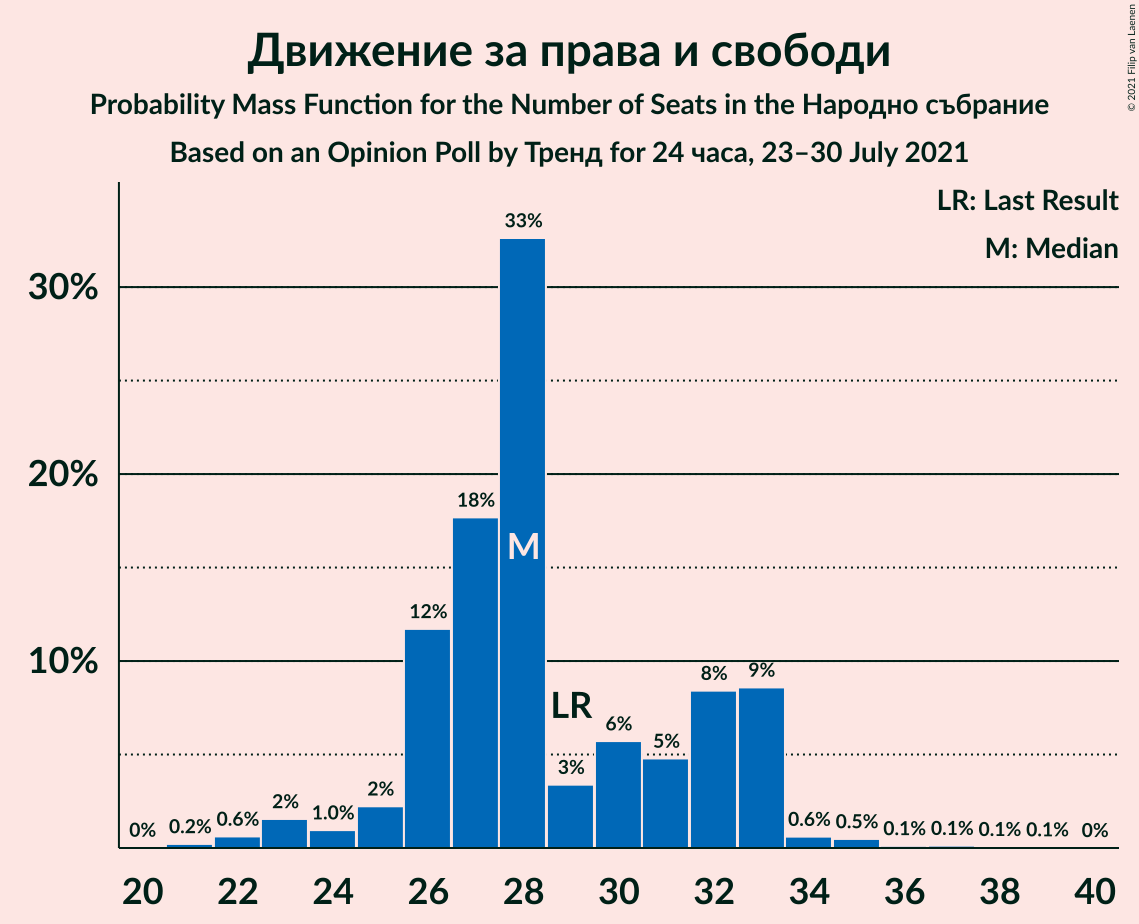 Движение за права и свободи
Probability Mass Function for the Number of Seats in the Народно събрание
Based on an Opinion Poll by Тренд for 24 часа, 23–30 July 2021
© 2021 Filip van Laenen
LR: Last Result
M: Median
30%
20%
10%
0%
0.2%
0.6%
2%
1.0%
2%
12%
18%
33%
M
LR
3%
6%
5%
8%
9%
0.6%
0.5%
0.1%
0.1%
0.1%
0.1%
0%
20 22 24 26 28 30 32 34 36 38 40